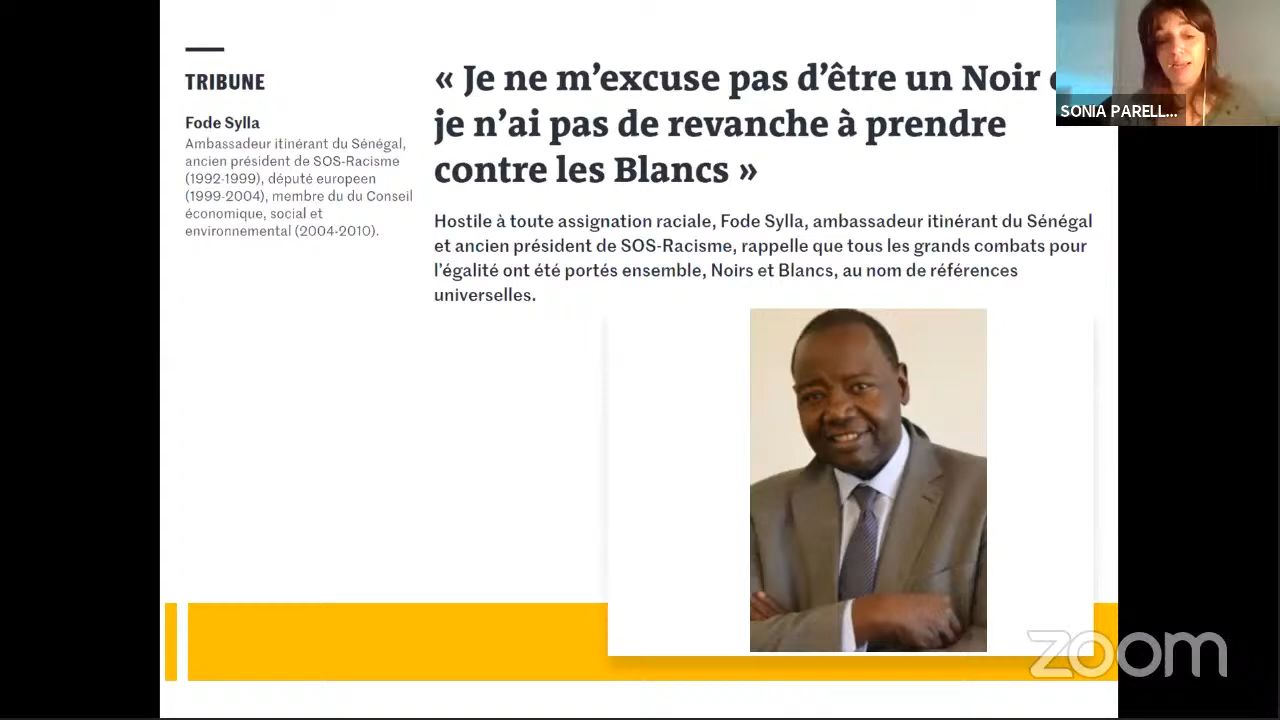 TRIBUNE
Fode Sylla
Ambassadeur itinérant du Sénégal,
ancien président de SOS-Racisme
(1992-1999), député europeen
(1999-2004), membre du du Conseil
économique, social et
environnemental (2004-2010).
« Je ne m’excuse pas d’être un Noir
je n’ai pas de revanche à prendre
contre les Blancs »
Hostile à toute assignation raciale, Fode Sylla, ambassadeur itinérant du Sénégal
et ancien président de SOS-Racisme, rappelle que tous les grands combats pour
l’égalité ont été portés ensemble, Noirs et Blancs, au nom de références
universelles.
SONIA PARELL...
zoom